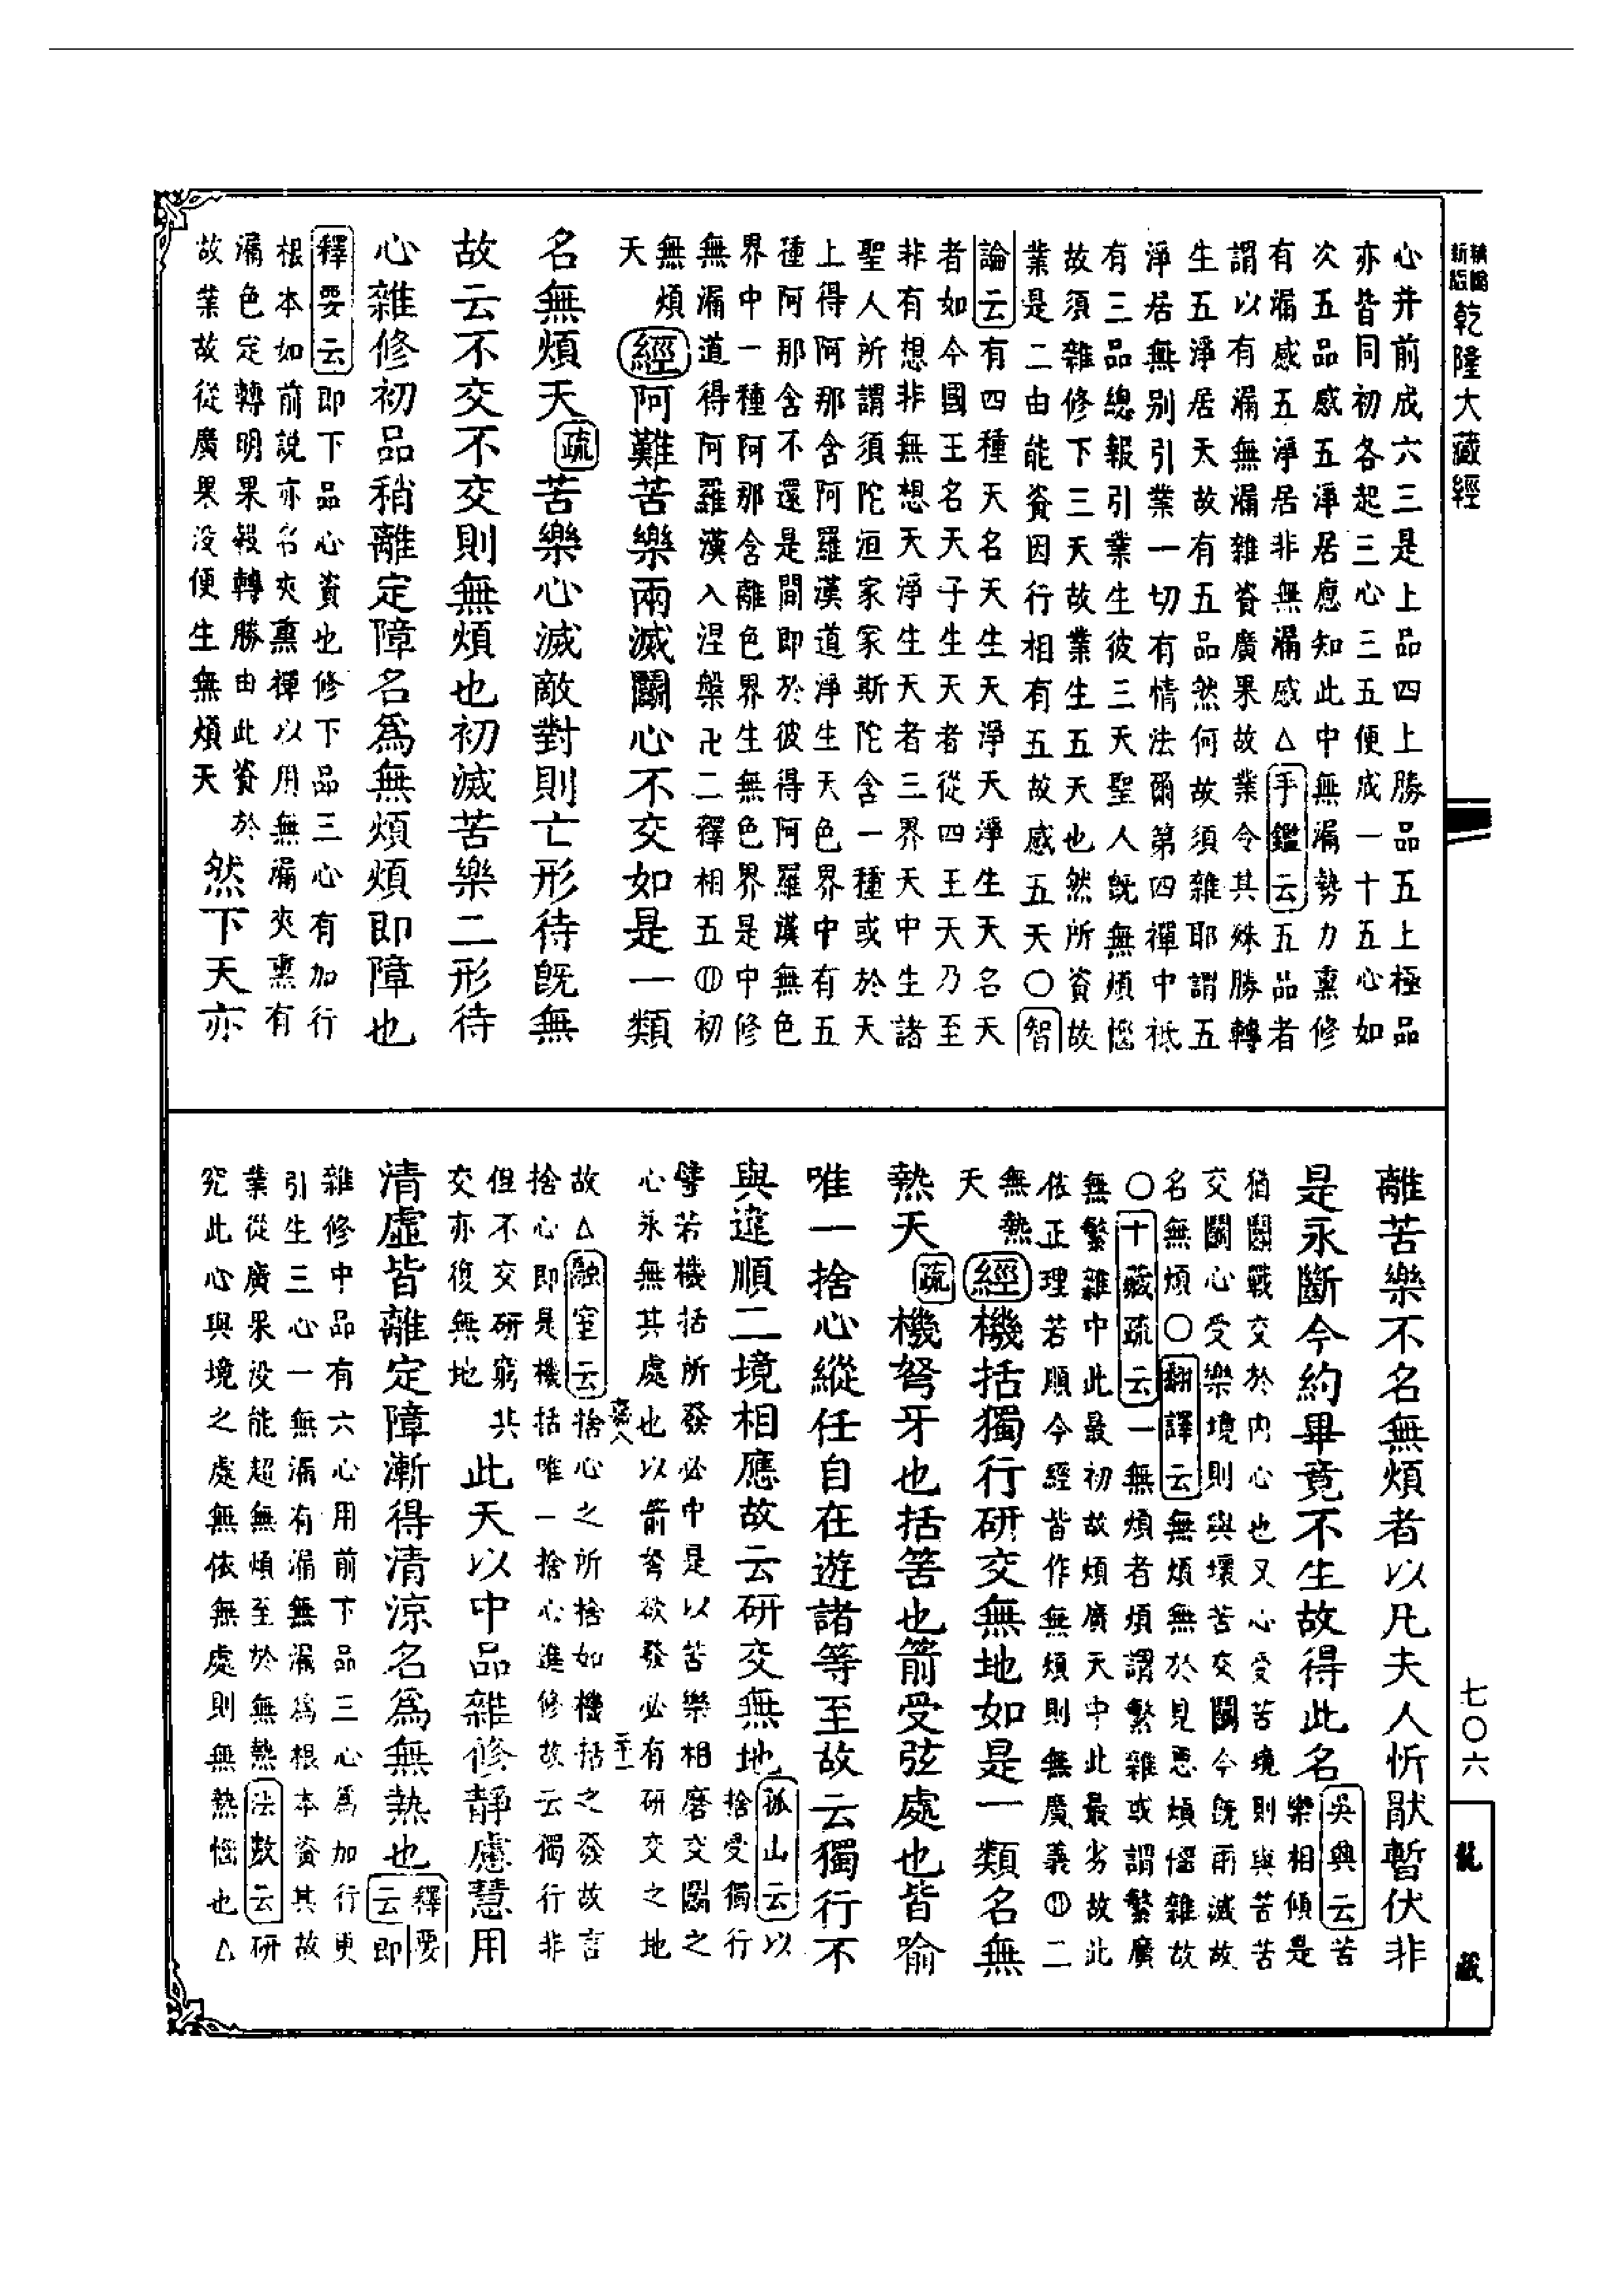 新編縮版 乾隆大藏經
心并前成六三是上品四上勝品五上極品
亦皆同初各起三心三五便成一十五心如
次五品感五淨居應知此中無漏勢力熏修
有漏感五淨居非無漏感△手鑑云五品者
謂以有漏無漏雜資廣果故業令其殊勝轉
生五淨居天故有五品然何故須雜耶謂五
淨居無別引業一切有情法爾第四禪中祇
有三品總報引業生彼三天聖人既無煩惱
故須雜修下三天故業生五天也然所資故
業是二由能資因行相有五故感五天○智
論云有四種天名天生天淨天淨生天名天
者如今國王名天子生天者從四王天乃至
非有想非無想天淨生天者三界天中生諸
聖人所謂須陀洹家家斯陀含一種或於天
上得阿那含阿羅漢道淨生天色界中有五
種阿那含不還是間即於彼得阿羅漢無色
界中一種阿那含離色界生無色界是中修
無漏道得阿羅漢入涅槃卍二釋相五㊀初
無煩
天
經阿難苦樂兩滅鬭心不交如是一類
名無煩天疏苦樂心滅敵對則亡形待既無
故云不交不交則無煩也初滅苦樂二形待
心雜修初品稍離定障名為無煩煩即障也
釋要云即下品心資也修下品三心有加行
根本如前說亦名夾熏禪以用無漏夾熏有
漏色定轉明果報轉勝由此資於
故業故從廣果沒便生無煩天
然下天亦
離苦樂不名無煩者以凡夫人忻猒暫伏非
是永斷今約畢竟不生故得此名吳興云苦
樂相傾是
猶鬭戰交於內心也又心受苦境則與苦苦
交鬭心受樂境則與壞苦交鬭今既兩滅故
名無煩○翻譯云無煩無於見思煩惱雜故
○十藏疏云一無煩者煩謂繁雜或謂繁廣
無繁雜中此最初故煩廣天中此最劣故此
依正理若順今經皆作無煩則無廣義㊀二
無熱
天
經機括獨行研交無地如是一類名無
熱天疏機弩牙也括筈也箭受弦處也皆喻
唯一捨心縱任自在遊諸等至故云獨行不
與違順二境相應故云研交無地孤山云以
捨受獨行
譬若機括所發必中是以苦樂相磨交鬭之
心永無其處也以箭弩欲發必有研交之地
故△融室云捨心之所捨如機括之發故言
捨心即是機括唯一捨心進修故云獨行非
但不交研窮共
交亦復無地
此天以中品雜修靜慮慧用
清虛皆離定障漸得清涼名為無熱也釋要
云即
雜修中品有六心用前下品三心為加行更
引生三心一無漏有漏無漏為根本資其故
業從廣果沒能超無煩至於無熱法數云研
究此心與境之處無依無處則無熱惱也△
七〇六
龍藏